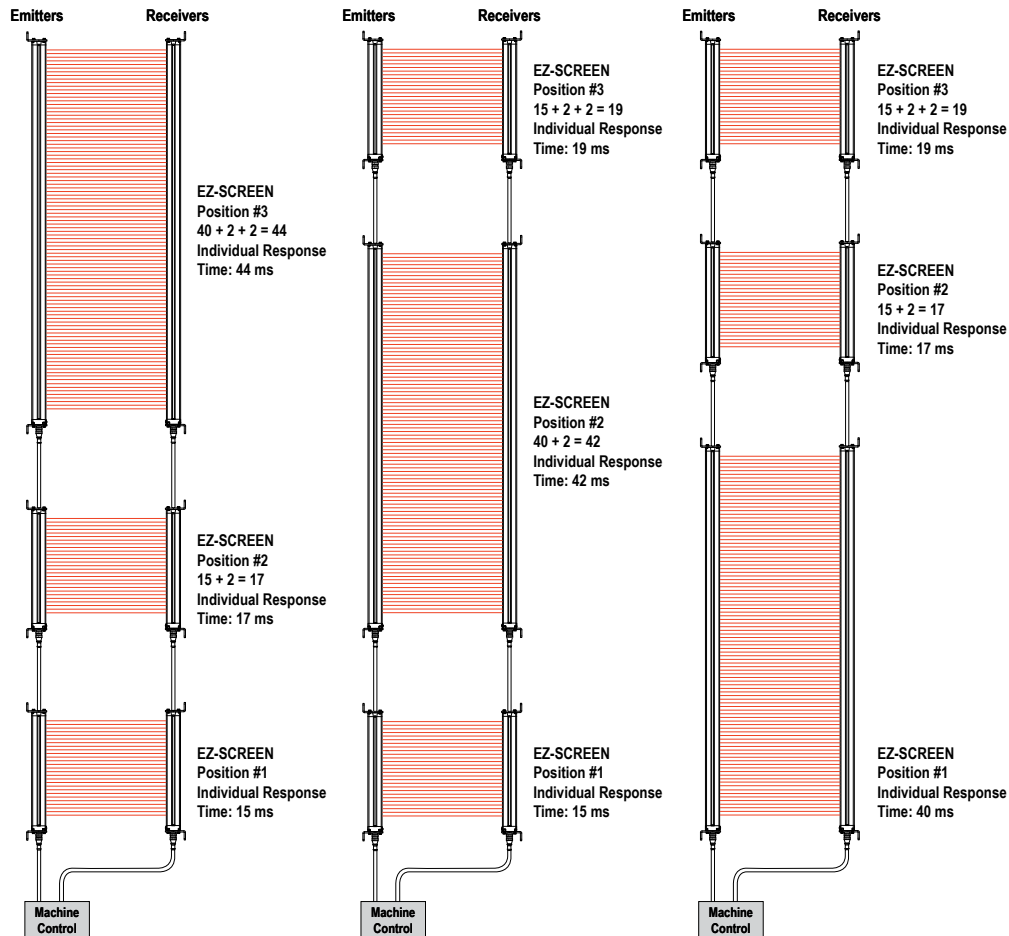 Emitters
Receivers
EZ-SCREEN
Position #3
40 + 2 + 2 = 44
Individual Response
Time: 44 ms
EZ-SCREEN
Position #2
15 + 2 = 17
Individual Response
Time: 17 ms
EZ-SCREEN
Position #1
Individual Response
Time: 15 ms
Machine
Control
Emitters
Receivers
EZ-SCREEN
Position #3
15 + 2 + 2 = 19
Individual Response
Time: 19 ms
EZ-SCREEN
Position #2
40 + 2 = 42
Individual Response
Time: 42 ms
EZ-SCREEN
Position #1
Individual Response
Time: 15 ms
Machine
Control
Emitters
Receivers
EZ-SCREEN
Position #3
15 + 2 + 2 = 19
Individual Response
Time: 19 ms
EZ-SCREEN
Position #2
15 + 2 = 17
Individual Response
Time: 17 ms
EZ-SCREEN
Position #1
Individual Response
Time: 40 ms
Machine
Control